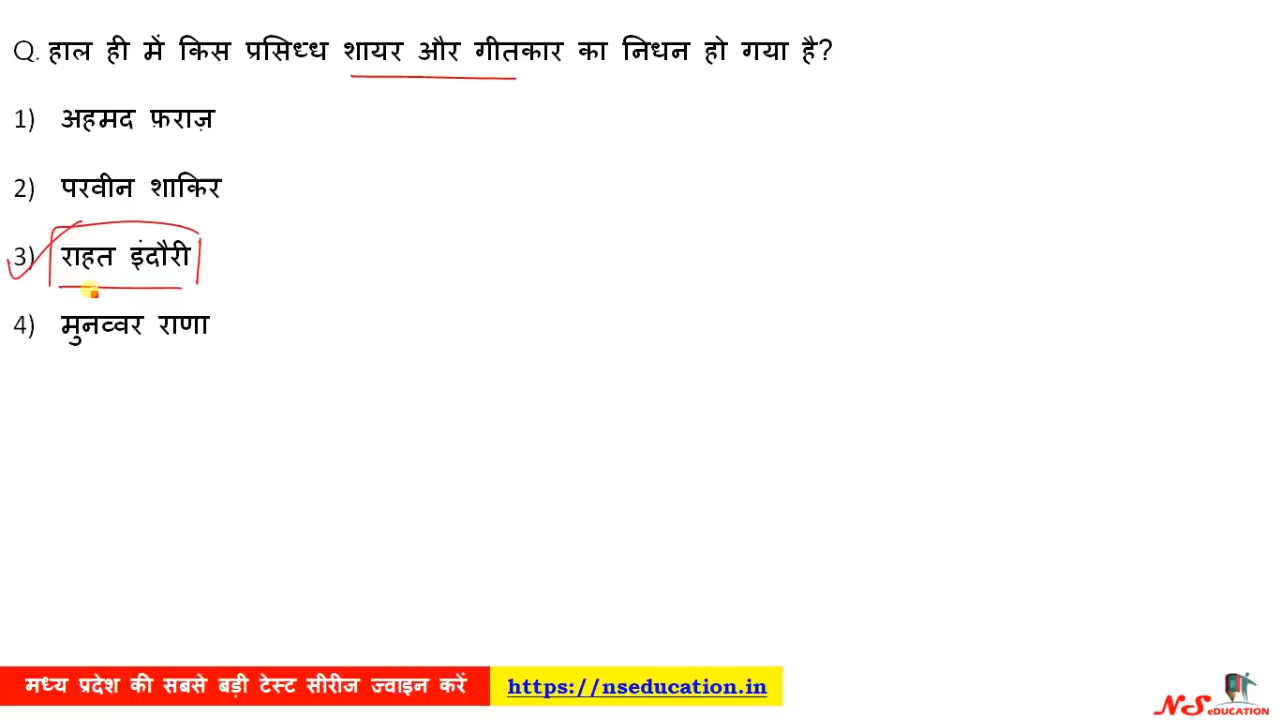 Q. हाल ही में किस प्रसिध्ध शायर और गीतकार का निधन हो गया है?
1) अहमद फ़राज़
2) परवीन शाकिर
3) राहत इंदौरी
4) मुनव्वर राणा
मध्य प्रदेश की सबसे बड़ी टेस्ट सीरीज ज्वाइन करें https://nseducation.in
NS eDUCATION